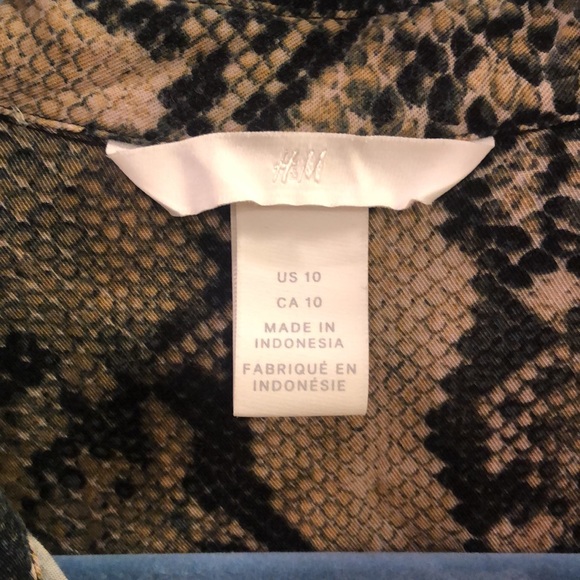 H&M
US 10
CA 10
MADE IN
INDONESIA
FABRIQUÉ EN
INDONÉSIE